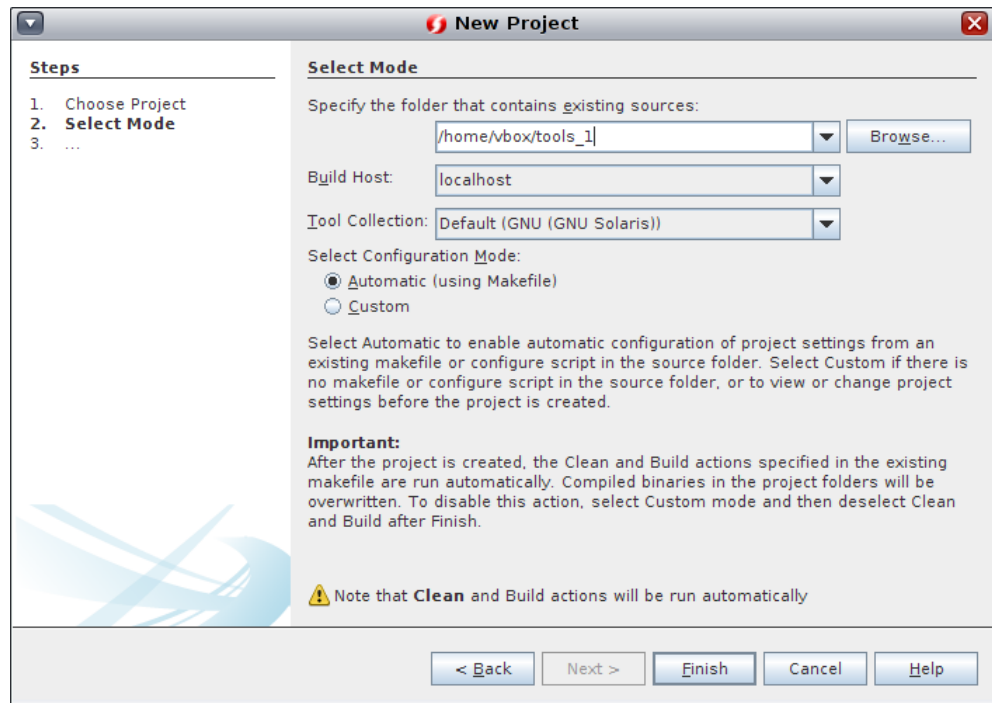 New Project
Steps
1. Choose Project
2. Select Mode
3. ...
Select Mode
Specify the folder that contains existing sources:
/home/vbox/tools_1
Browse...
Build Host:
localhost
Tool Collection:
Default (GNU (GNU Solaris))
Select Configuration Mode:
Automatic (using Makefile)
Custom
Select Automatic to enable automatic configuration of project settings from an
existing makefile or configure script in the source folder. Select Custom if there is
no makefile or configure script in the source folder, or to view or change project
settings before the project is created.
Important:
After the project is created, the Clean and Build actions specified in the existing
makefile are run automatically. Compiled binaries in the project folders will be
overwritten. To disable this action, select Custom mode and then deselect Clean
and Build after Finish.
Note that Clean and Build actions will be run automatically
< Back
Next >
Finish
Cancel
Help